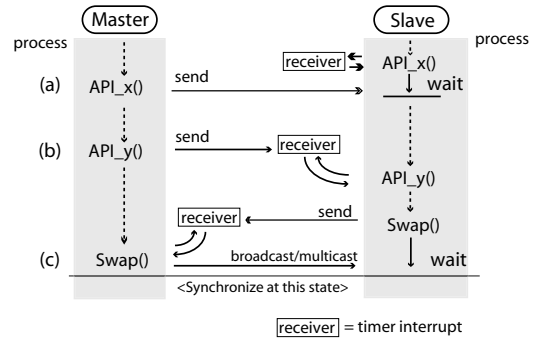 Master
Slave
process
process
receiver
API_x()
(a)
API_x()
send
wait
(b)
send
API_y()
receiver
API_y()
receiver
send
Swap()
(c)
Swap()
broadcast/multicast
wait
<Synchronize at this state>
receiver = timer interrupt